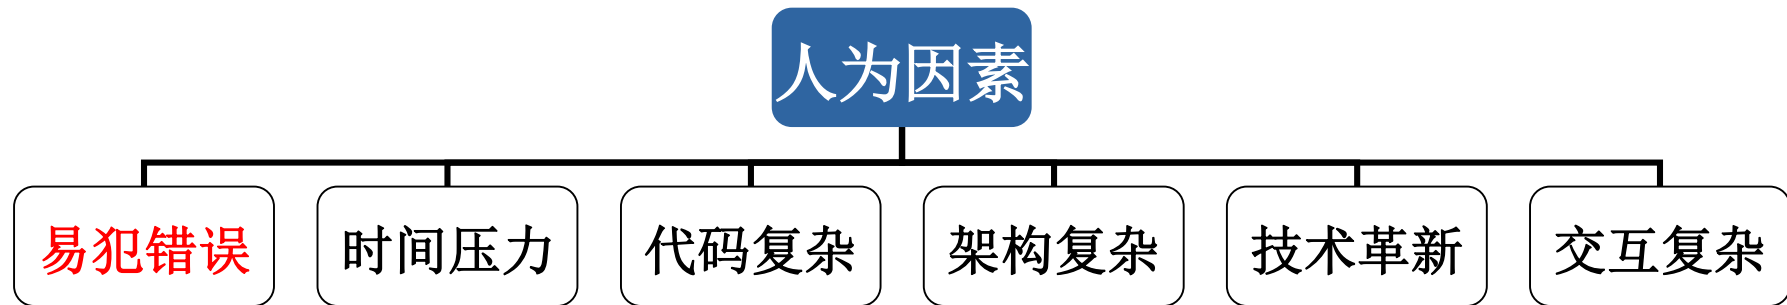 人为因素
易犯错误
时间压力
代码复杂
架构复杂
技术革新
交互复杂